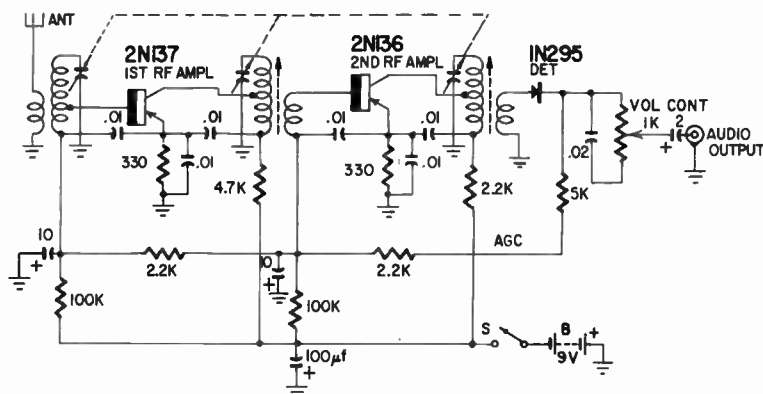 ANT
2N137
1ST RF AMPL
2N136
2ND RF AMPL
1N295
DET
VOL CONT
1K
2
+
AUDIO
OUTPUT
.01
.01
.01
.01
330
.01
4.7K
330
.01
2.2K
.02
5K
10
+
2.2K
10
+
2.2K
AGC
100K
100K
S
B
9V
+
100µf
+